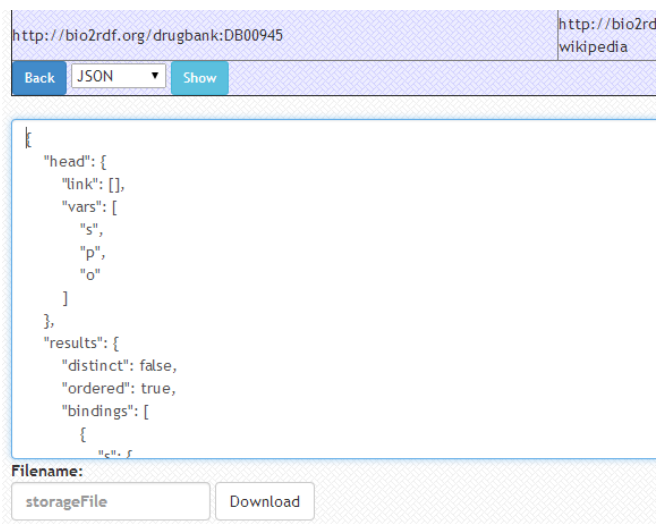 http://bio2rdf.org/drugbank:DB00945
http://bio2rd
wikipedia
Back JSON Show
{
"head": {
"link": [],
"vars": [
"s",
"p",
"o"
]
},
"results": {
"distinct": false,
"ordered": true,
"bindings": [
{
"s": {
Filename:
storageFile Download